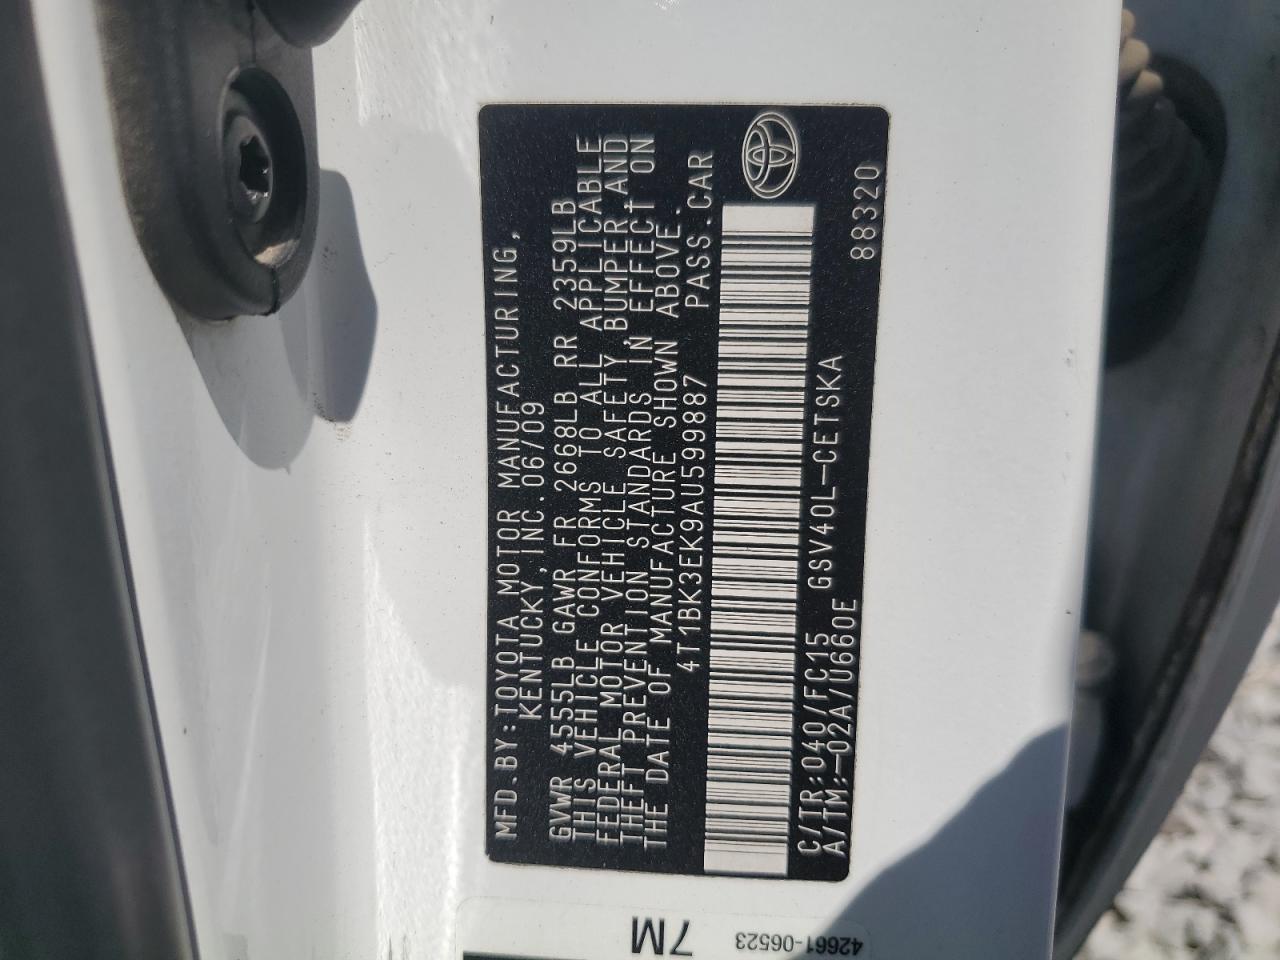 MFD.BY:TOYOTA MOTOR MANUFACTURING,
KENTUCKY,INC.06/09
GVWR 4555LB GAWR FR 2668LB RR 2359LB
THIS VEHICLE CONFORMS TO ALL APPLICABLE
FEDERAL MOTOR VEHICLE SAFETY,BUMPER,AND
THEFT PREVENTION STANDARDS IN EFFECT ON
THE DATE OF MANUFACTURE SHOWN ABOVE.
4T1BK3EK9AU599887 PASS.CAR
C/TR:040/FC15 GSV40L-CETSKA
A/TM:-02A/U660E
88320
7M
42661-06523